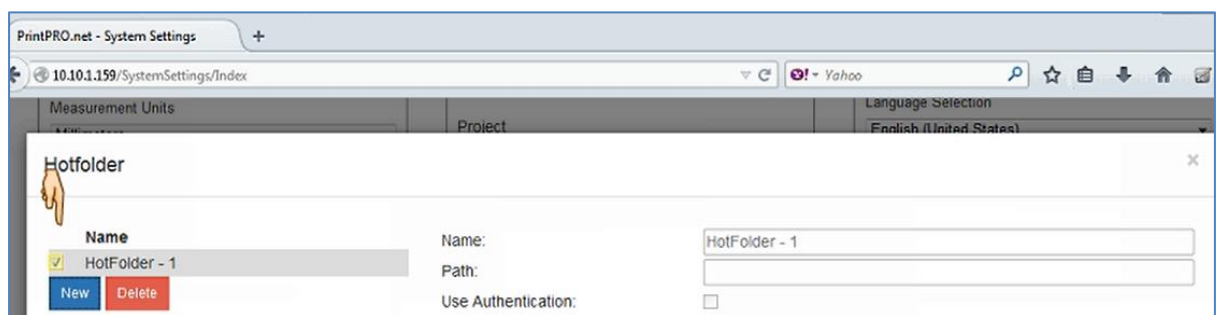 PrintPRO.net - System Settings
10.10.1.159/SystemSettings/Index
Yahoo
Measurement Units
Project
Language Selection
Millimeters
English (United States)
Hotfolder
Name
HotFolder - 1
New Delete
Name: HotFolder - 1
Path:
Use Authentication: